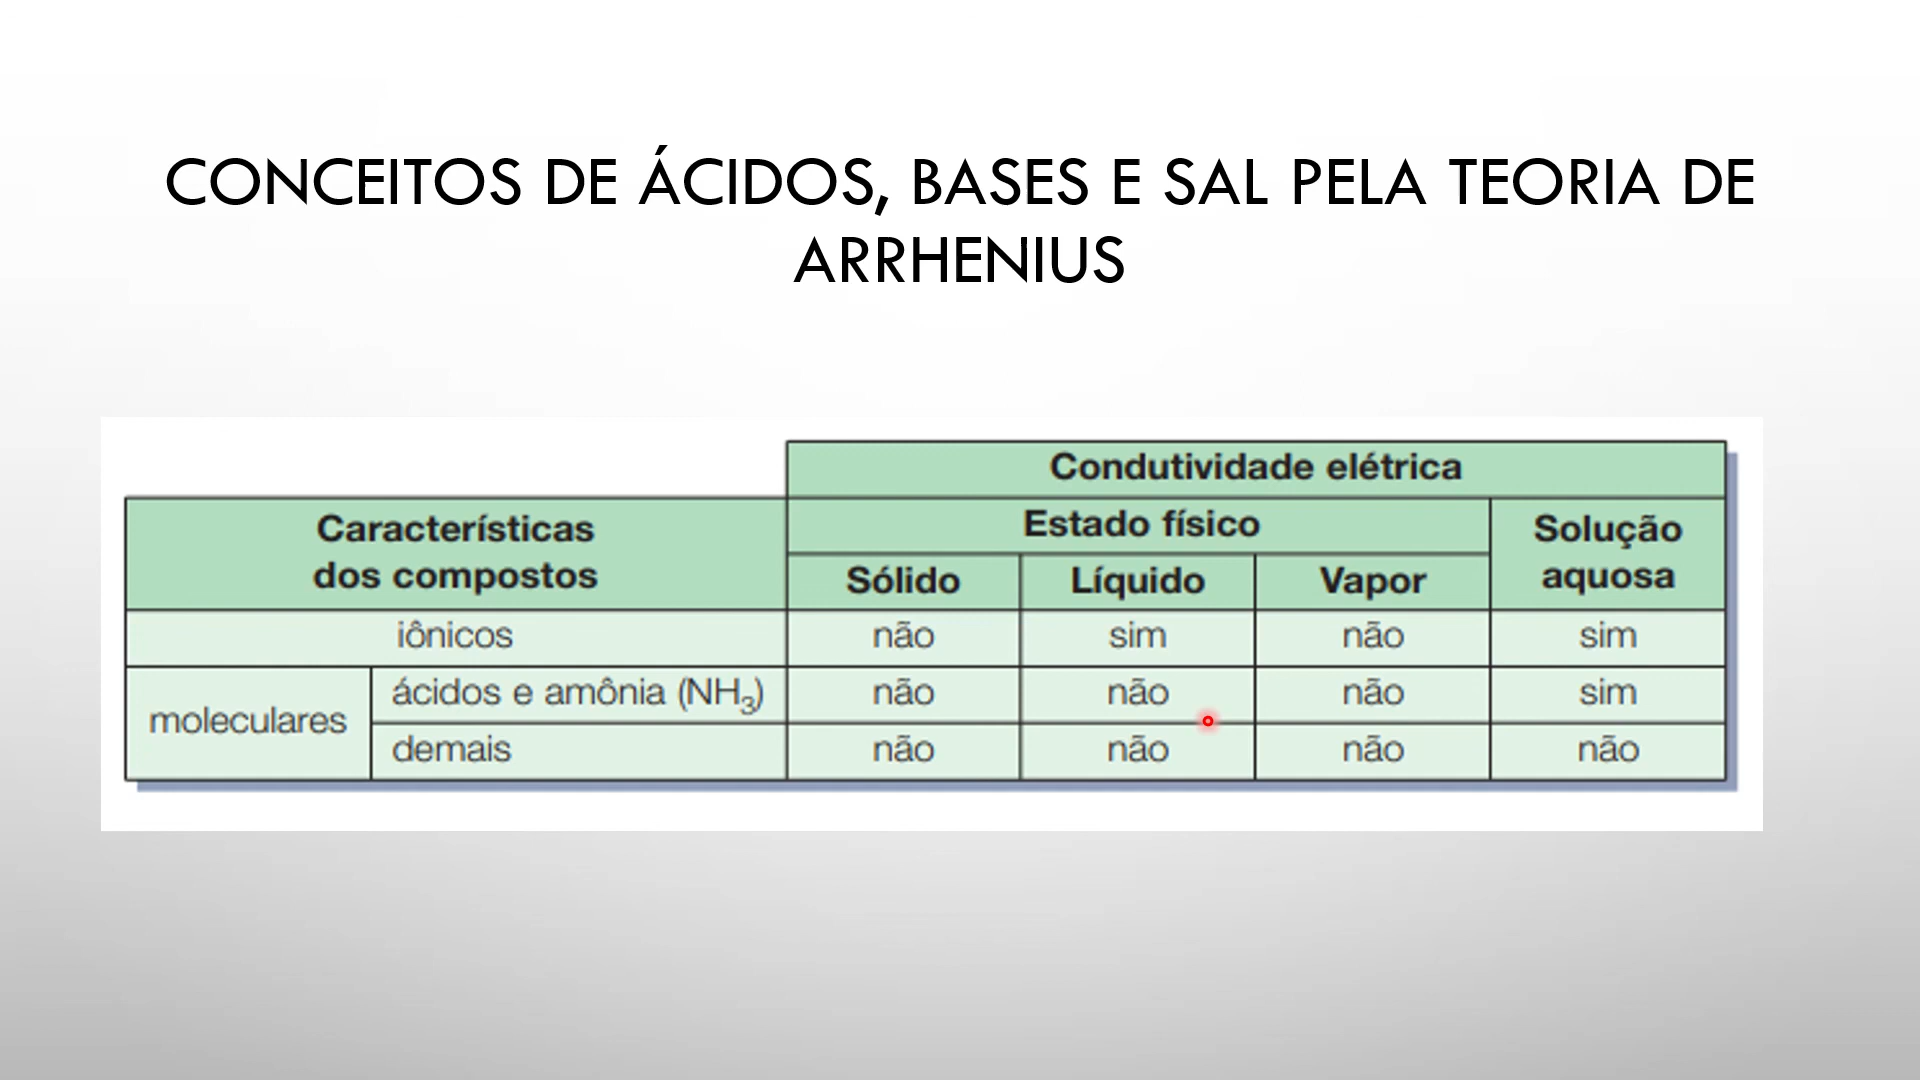 CONCEITOS DE ÁCIDOS, BASES E SAL PELA TEORIA DE
ARRHENIUS
Condutividade elétrica
Características
dos compostos
Estado físico
Solução
aquosa
Sólido Líquido Vapor
iônicos não sim não sim
moleculares
ácidos e amônia (NH₃) não não não sim
demais não não não não